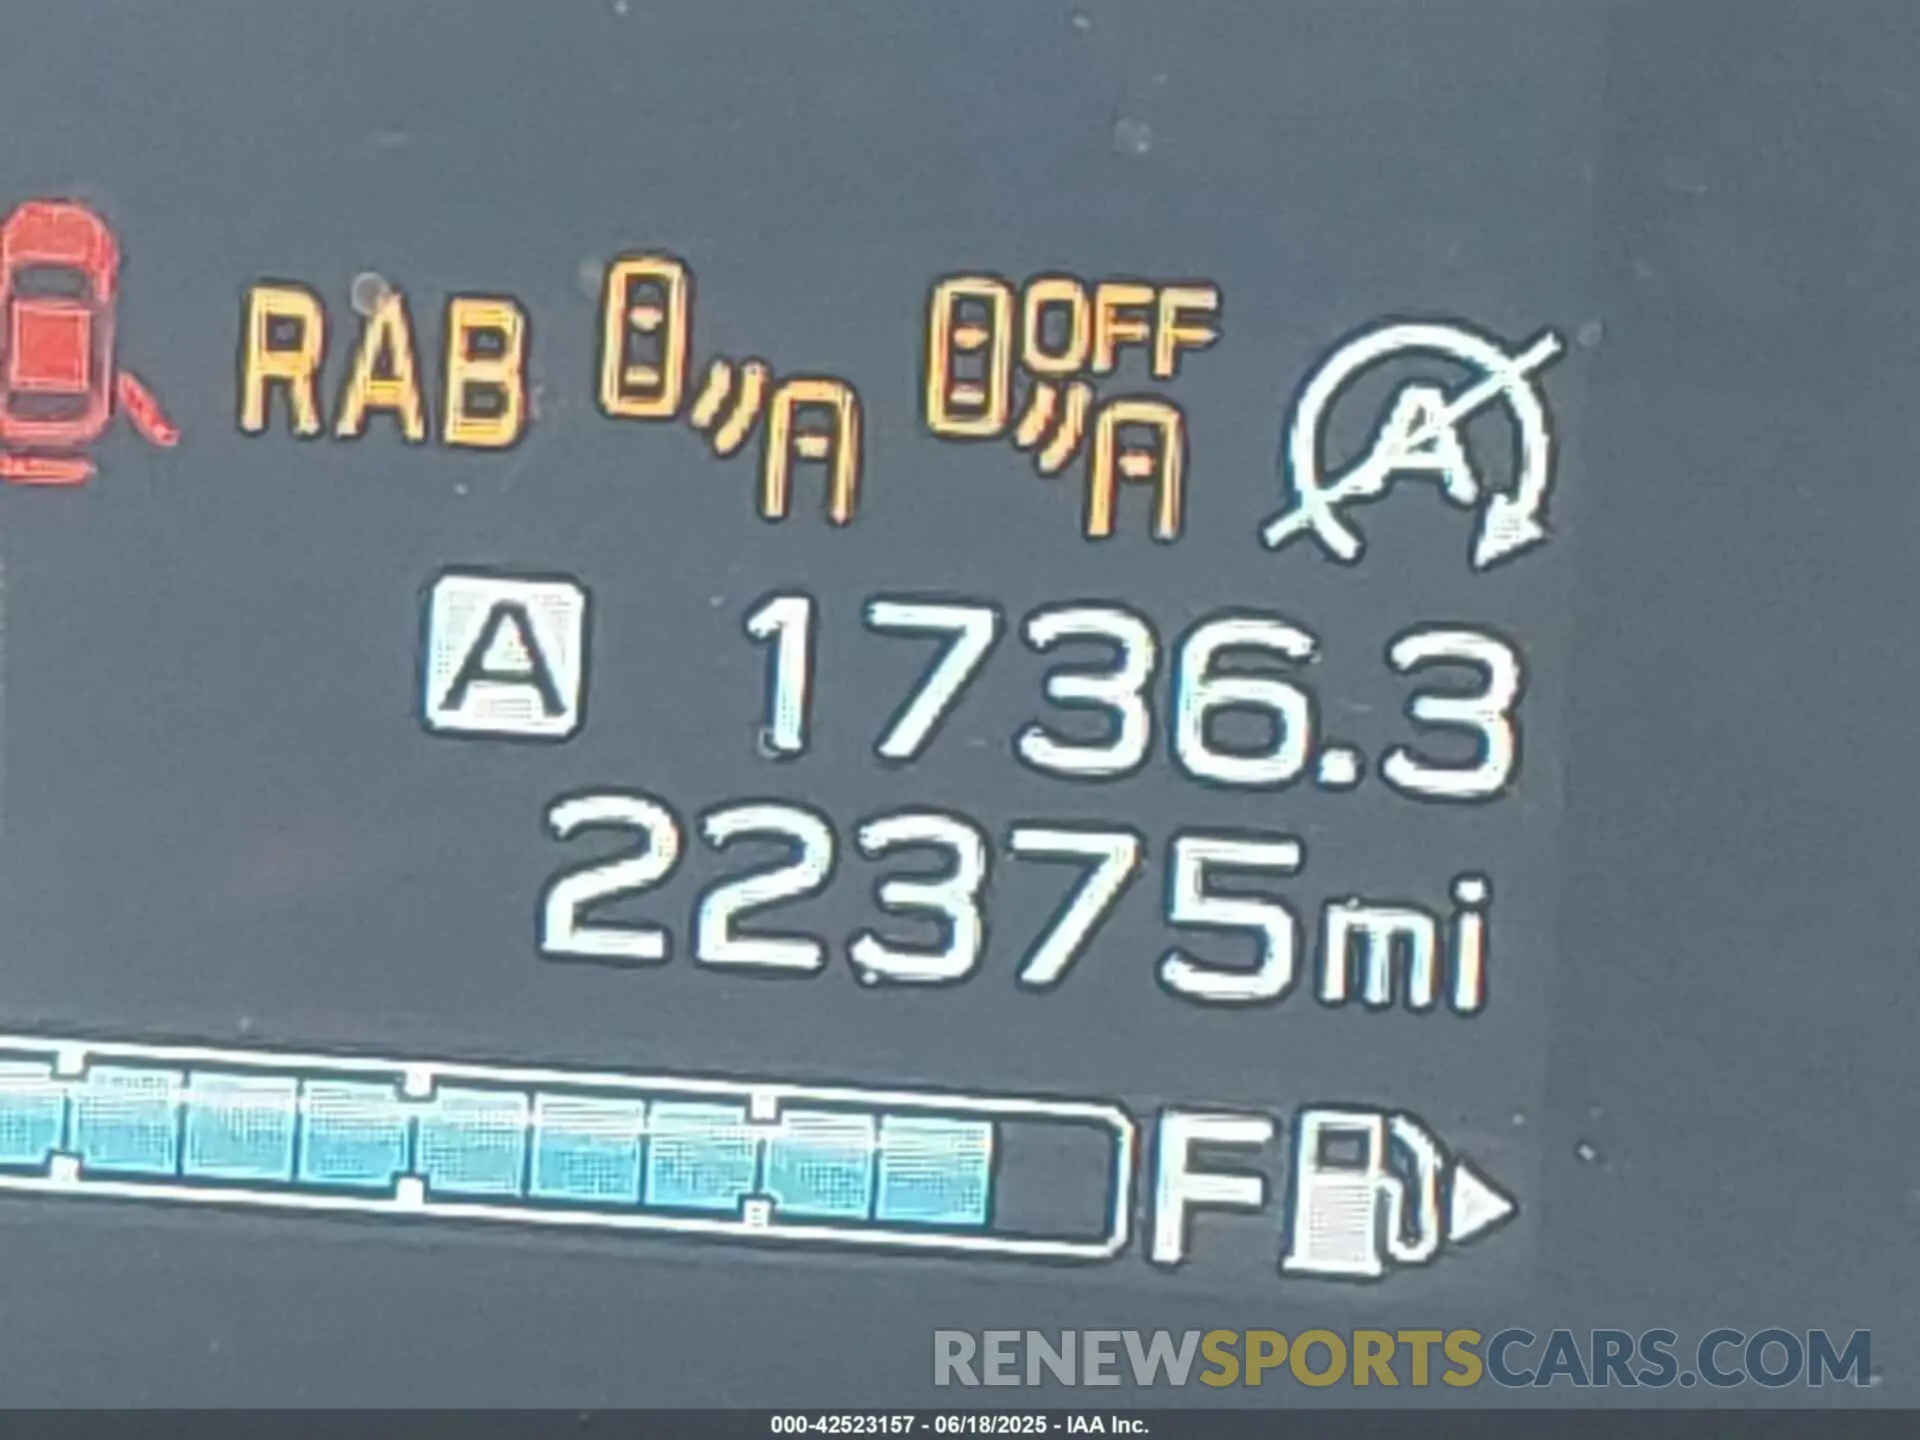 RAB OFF A
A 1736.3
22375mi
F
RENEWSPORTSCARS.COM
000-42523157 - 06/18/2025 - IAA Inc.